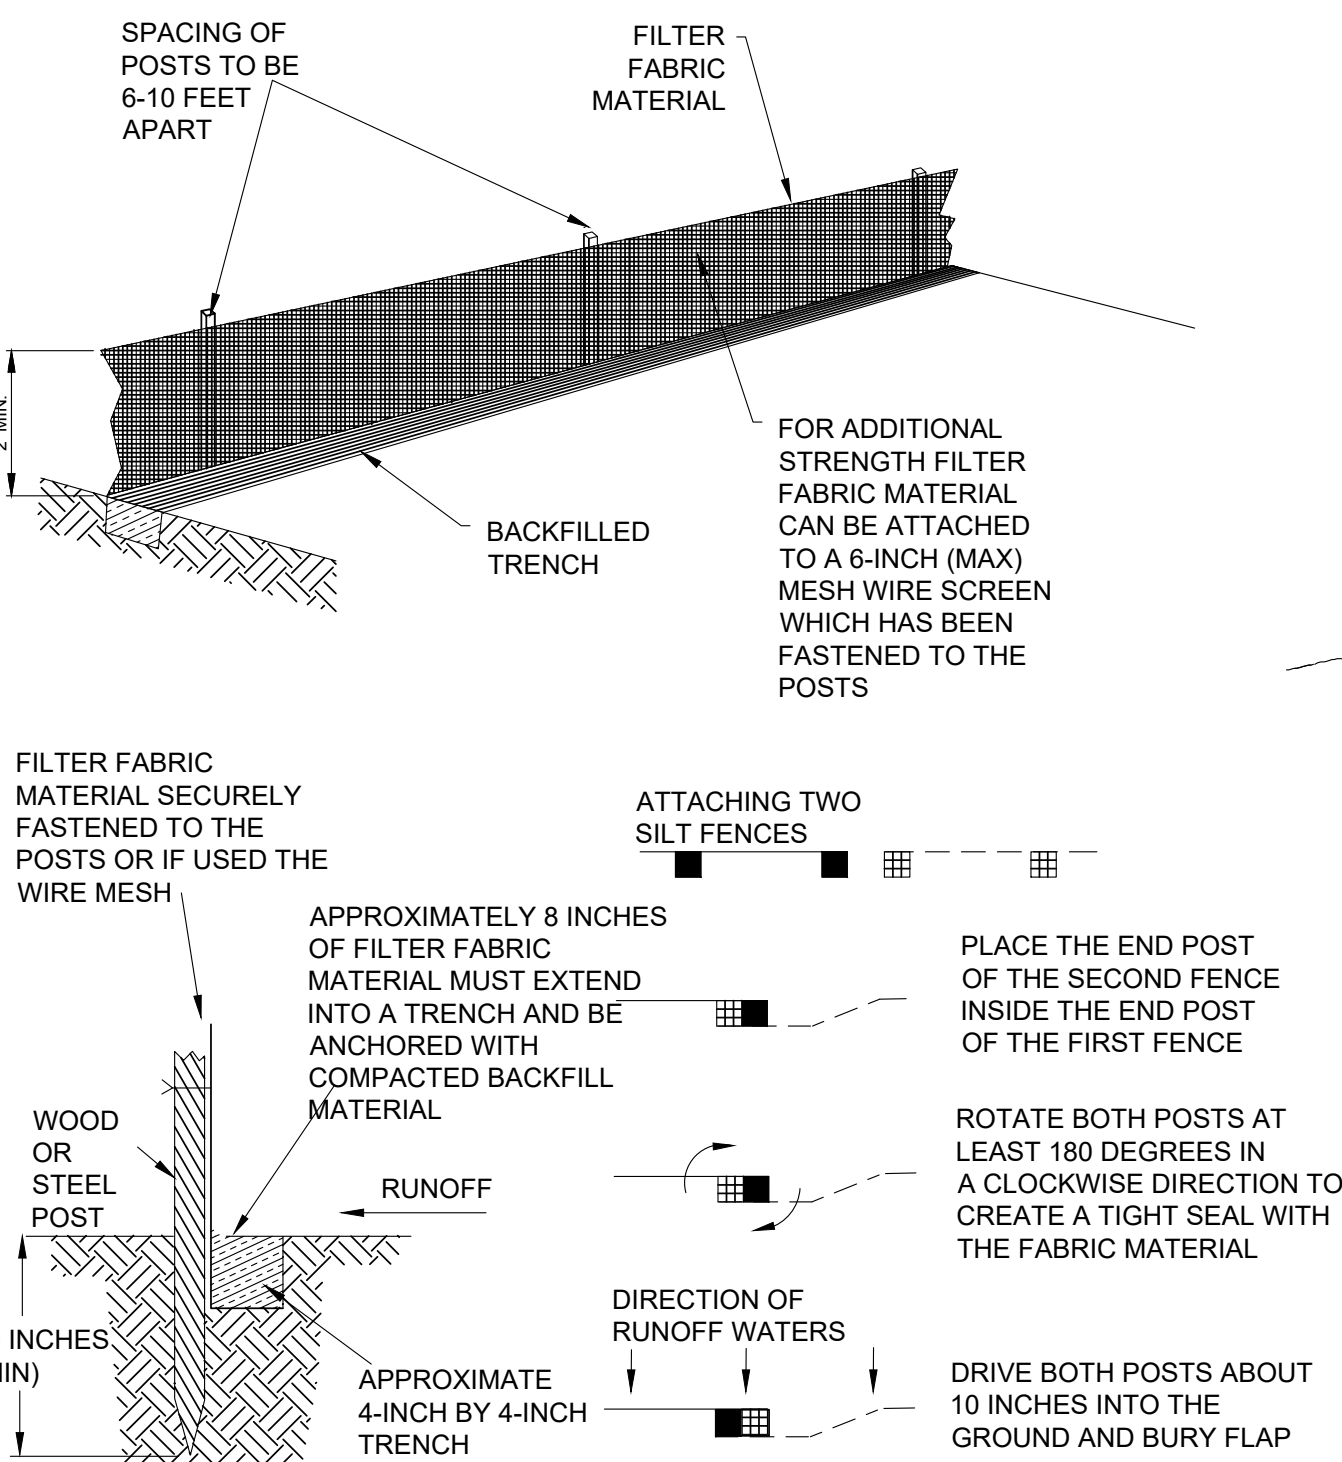 SPACING OF
POSTS TO BE
6-10 FEET
APART
FILTER
FABRIC
MATERIAL
2' MIN.
FOR ADDITIONAL
STRENGTH FILTER
FABRIC MATERIAL
CAN BE ATTACHED
TO A 6-INCH (MAX)
MESH WIRE SCREEN
WHICH HAS BEEN
FASTENED TO THE
POSTS
BACKFILLED
TRENCH
FILTER FABRIC
MATERIAL SECURELY
FASTENED TO THE
POSTS OR IF USED THE
WIRE MESH
APPROXIMATELY 8 INCHES
OF FILTER FABRIC
MATERIAL MUST EXTEND
INTO A TRENCH AND BE
ANCHORED WITH
COMPACTED BACKFILL
MATERIAL
WOOD
OR
STEEL
POST
RUNOFF
INCHES
APPROXIMATE
4-INCH BY 4-INCH
TRENCH
ATTACHING TWO
SILT FENCES
PLACE THE END POST
OF THE SECOND FENCE
INSIDE THE END POST
OF THE FIRST FENCE
ROTATE BOTH POSTS AT
LEAST 180 DEGREES IN
A CLOCKWISE DIRECTION TO
CREATE A TIGHT SEAL WITH
THE FABRIC MATERIAL
DIRECTION OF
RUNOFF WATERS
DRIVE BOTH POSTS ABOUT
10 INCHES INTO THE
GROUND AND BURY FLAP